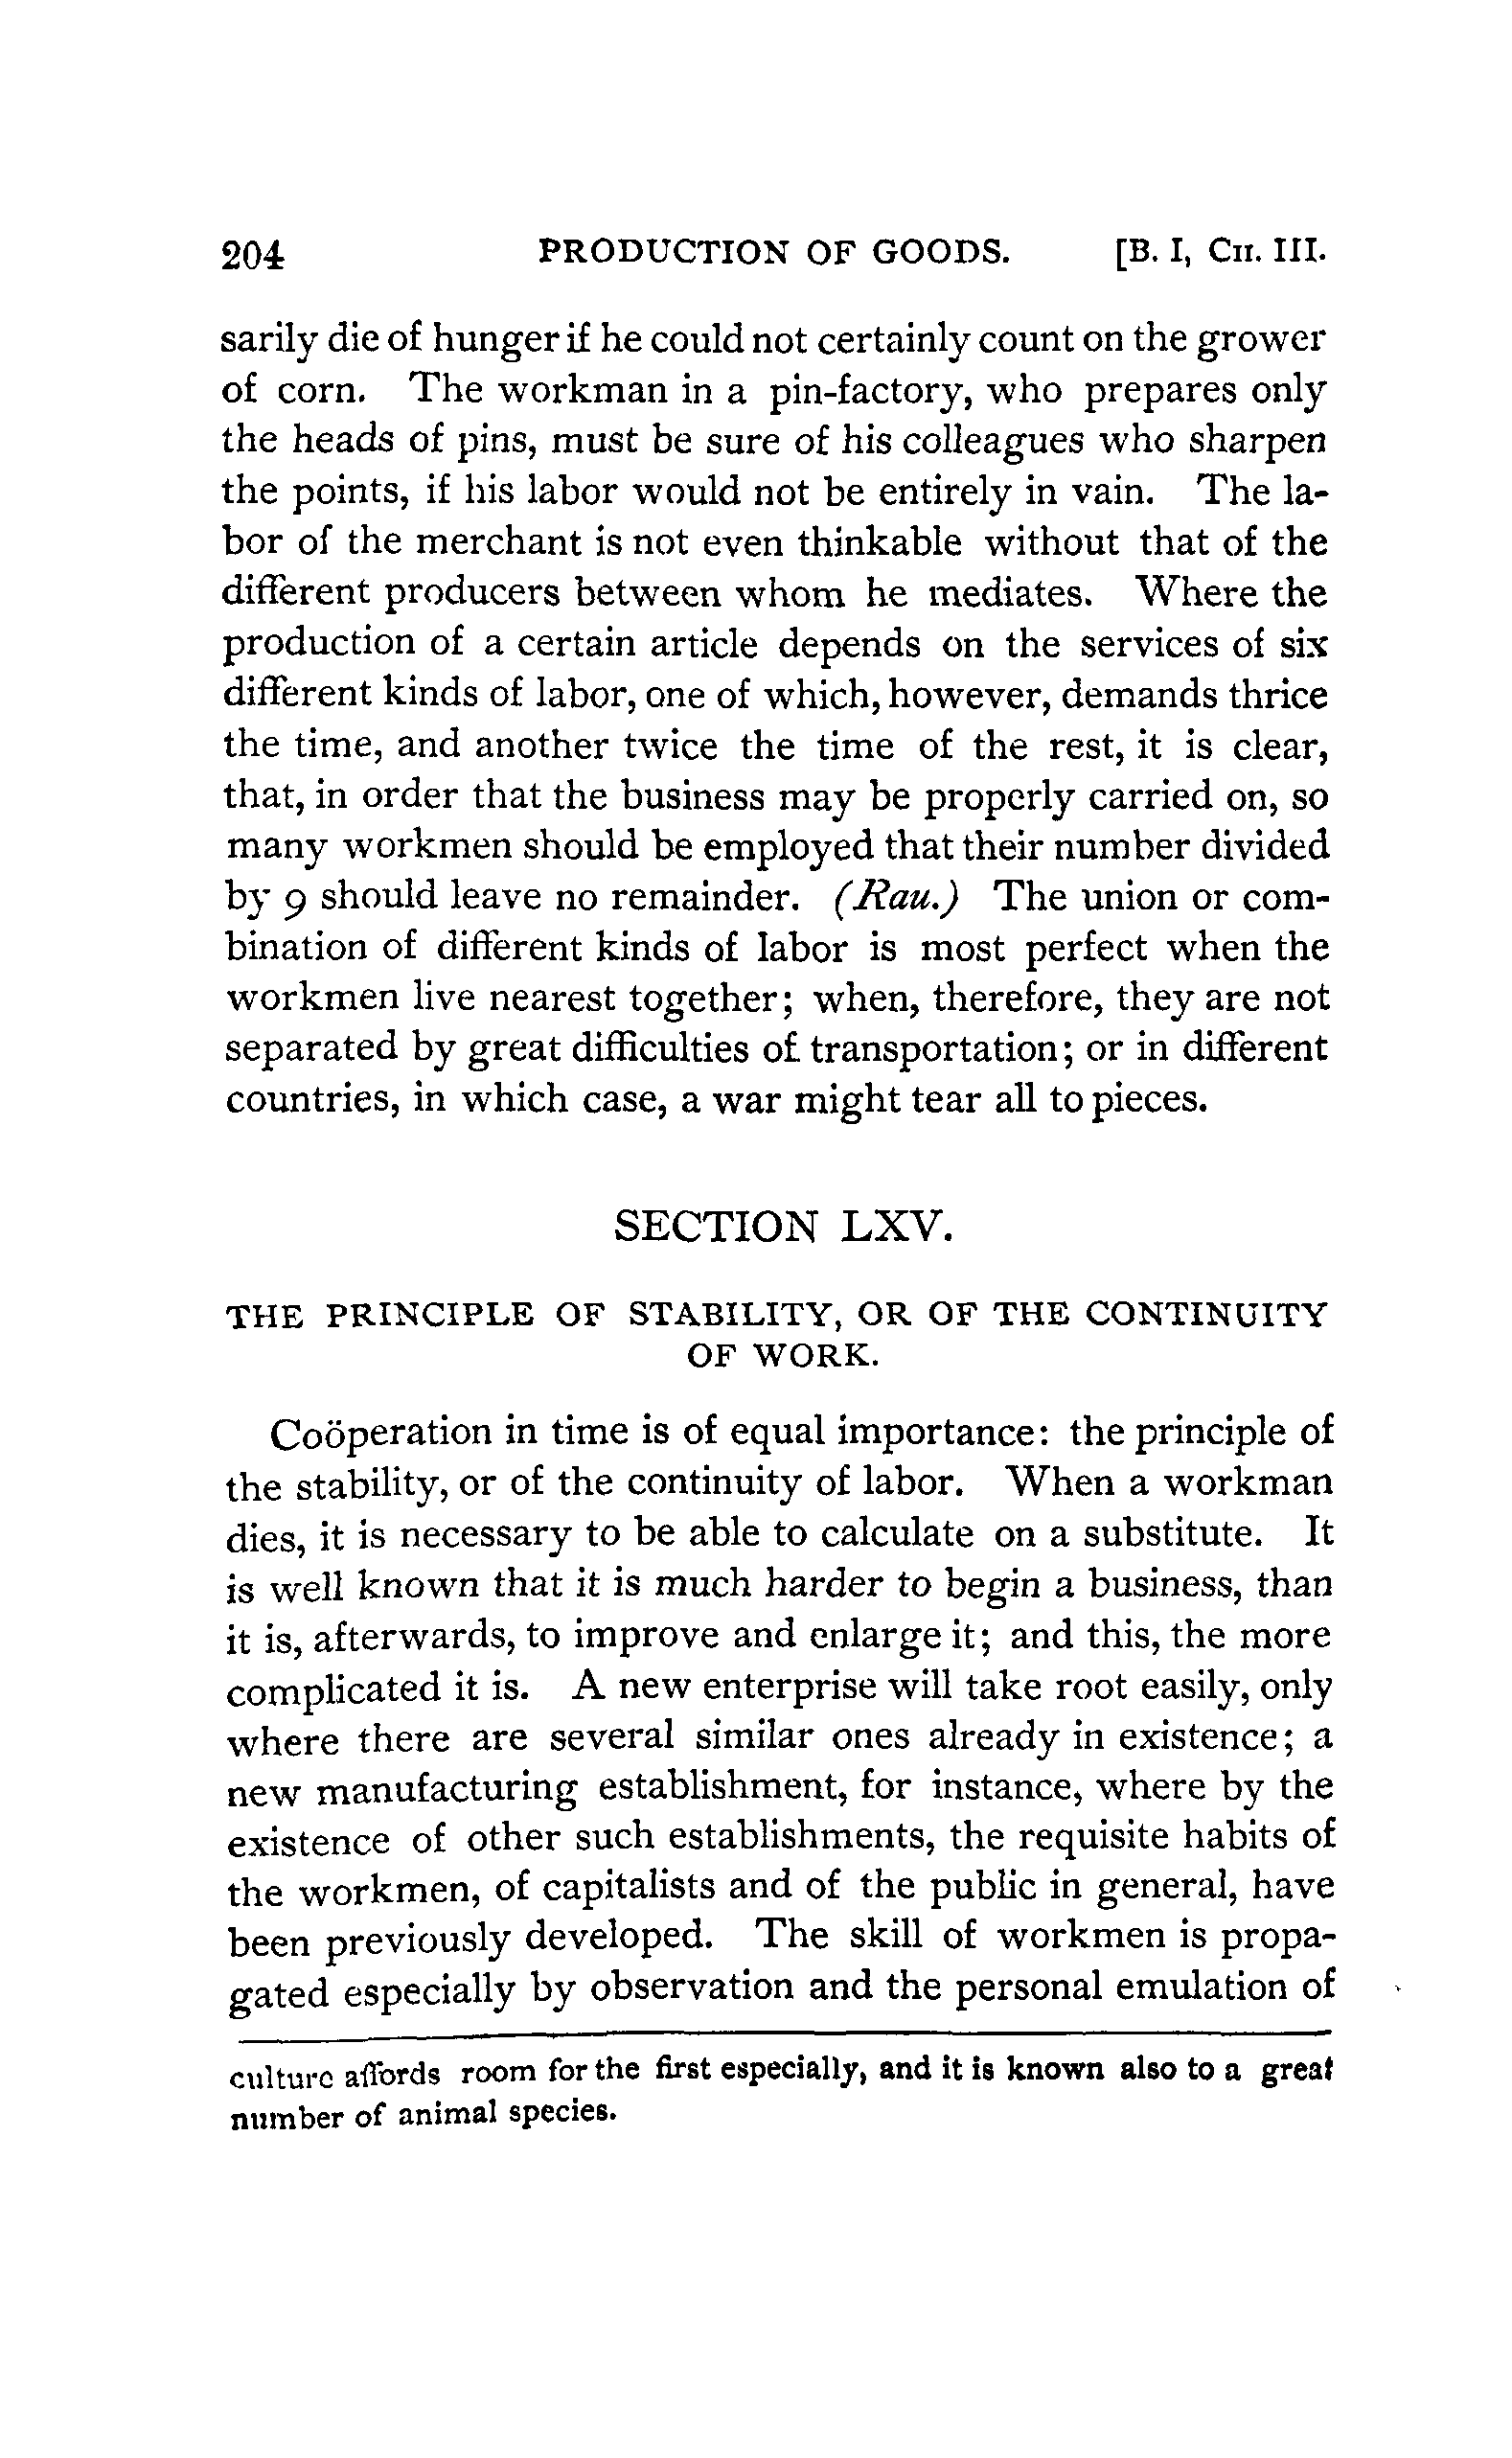 204 PRODUCTION OF GOODS. [B. I, CH. III.
sarily die of hunger if he could not certainly count on the grower
of corn. The workman in a pin-factory, who prepares only
the heads of pins, must be sure of his colleagues who sharpen
the points, if his labor would not be entirely in vain. The la-
bor of the merchant is not even thinkable without that of the
different producers between whom he mediates. Where the
production of a certain article depends on the services of six
different kinds of labor, one of which, however, demands thrice
the time, and another twice the time of the rest, it is clear,
that, in order that the business may be properly carried on, so
many workmen should be employed that their number divided
by 9 should leave no remainder. (Rau.) The union or com-
bination of different kinds of labor is most perfect when the
workmen live nearest together; when, therefore, they are not
separated by great difficulties of transportation; or in different
countries, in which case, a war might tear all to pieces.
SECTION LXV.
THE PRINCIPLE OF STABILITY, OR OF THE CONTINUITY
OF WORK.
Coöperation in time is of equal importance: the principle of
the stability, or of the continuity of labor. When a workman
dies, it is necessary to be able to calculate on a substitute. It
is well known that it is much harder to begin a business, than
it is, afterwards, to improve and enlarge it; and this, the more
complicated it is. A new enterprise will take root easily, only
where there are several similar ones already in existence; a
new manufacturing establishment, for instance, where by the
existence of other such establishments, the requisite habits of
the workmen, of capitalists and of the public in general, have
been previously developed. The skill of workmen is propa-
gated especially by observation and the personal emulation of
culture affords room for the first especially, and it is known also to a great
number of animal species.